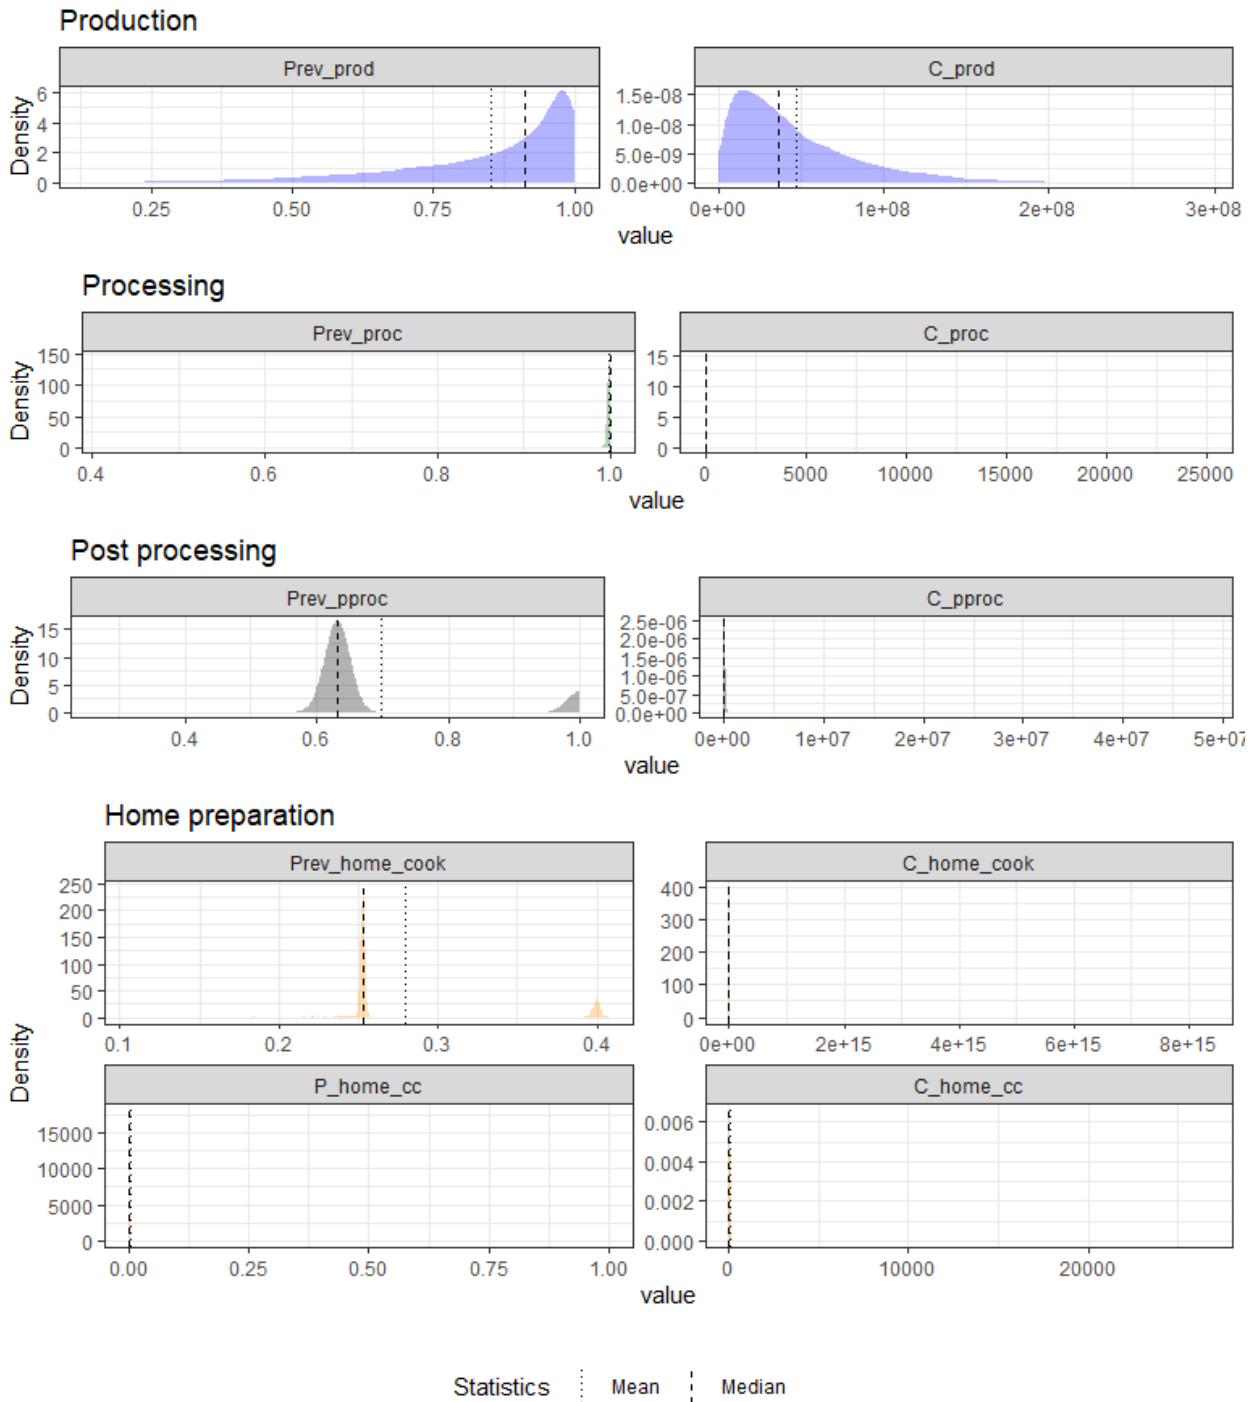 Production
Prev_prod C_prod
Density
6
4
2
0
1.5e-08
1.0e-08
5.0e-09
0.0e+00
0.25 0.50 0.75 1.00 0e+00 1e+08 2e+08 3e+08
value
Processing
Prev_proc C_proc
Density
150
100
50
0
15
10
5
0
0.4 0.6 0.8 1.0 0 5000 10000 15000 20000 25000
value
Post processing
Prev_pproc C_pproc
Density
15
10
5
0
2.5e-06
2.0e-06
1.5e-06
1.0e-06
5.0e-07
0.0e+00
0.4 0.6 0.8 1.0 0e+00 1e+07 2e+07 3e+07 4e+07 5e+07
value
Home preparation
Prev_home_cook C_home_cook
250
200
150
100
50
0
400
300
200
100
0
0.1 0.2 0.3 0.4 0e+00 2e+15 4e+15 6e+15 8e+15
Density
P_home_cc C_home_cc
15000
10000
5000
0
0.006
0.004
0.002
0.000
0.00 0.25 0.50 0.75 1.00 0 10000 20000
value
Statistics Mean Median